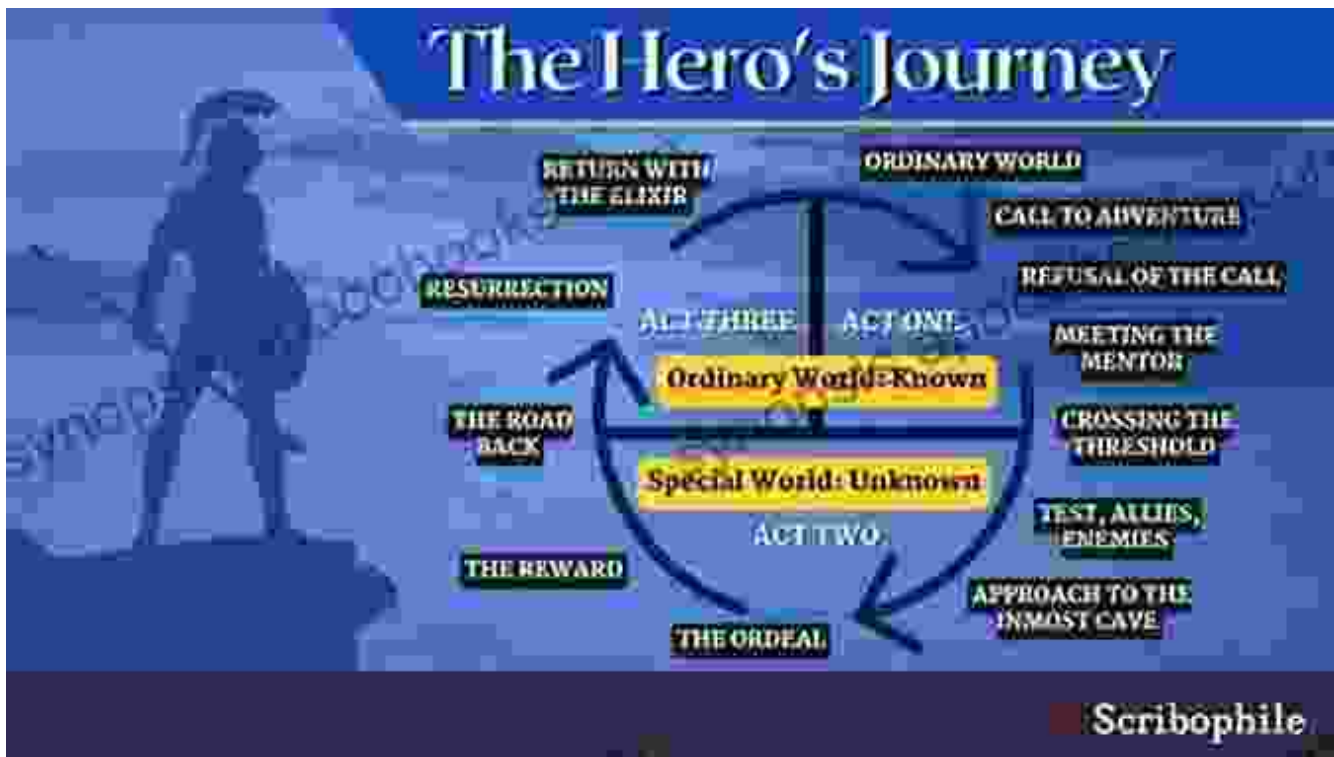 The Hero's Journey
RETURN WITH
THE ELIXIR
ORDINARY WORLD
CALL TO ADVENTURE
RESURRECTION
REFUSAL OF THE CALL
ACT THREE
ACT ONE
MEETING THE
MENTOR
Ordinary World: Known
THE ROAD
BACK
CROSSING THE
THRESHOLD
Special World: Unknown
TEST, ALLIES,
ENEMIES
ACT TWO
THE REWARD
APPROACH TO THE
INMOST CAVE
THE ORDEAL
Scribophile